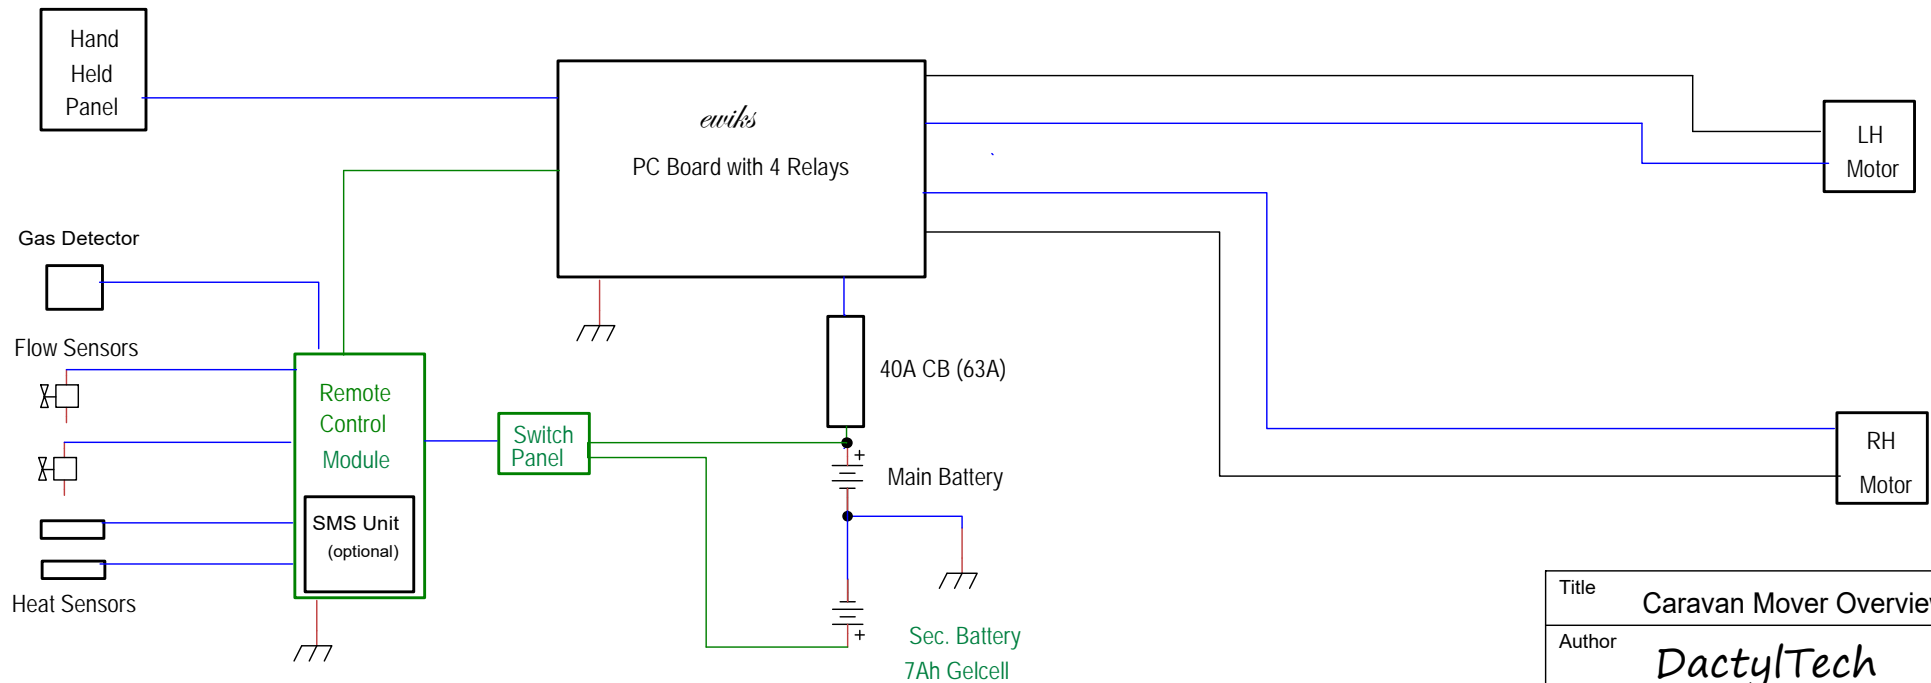 Hand
Held
Panel
ewiks
PC Board with 4 Relays
LH
Motor
Gas Detector
Flow Sensors
40A CB (63A)
Remote
Control
Module
Switch
Panel
+
Main Battery
RH
Motor
SMS Unit
(optional)
Heat Sensors
+
Sec. Battery
7Ah Gelcell
Title
Caravan Mover Overvie
Author
DactylTech